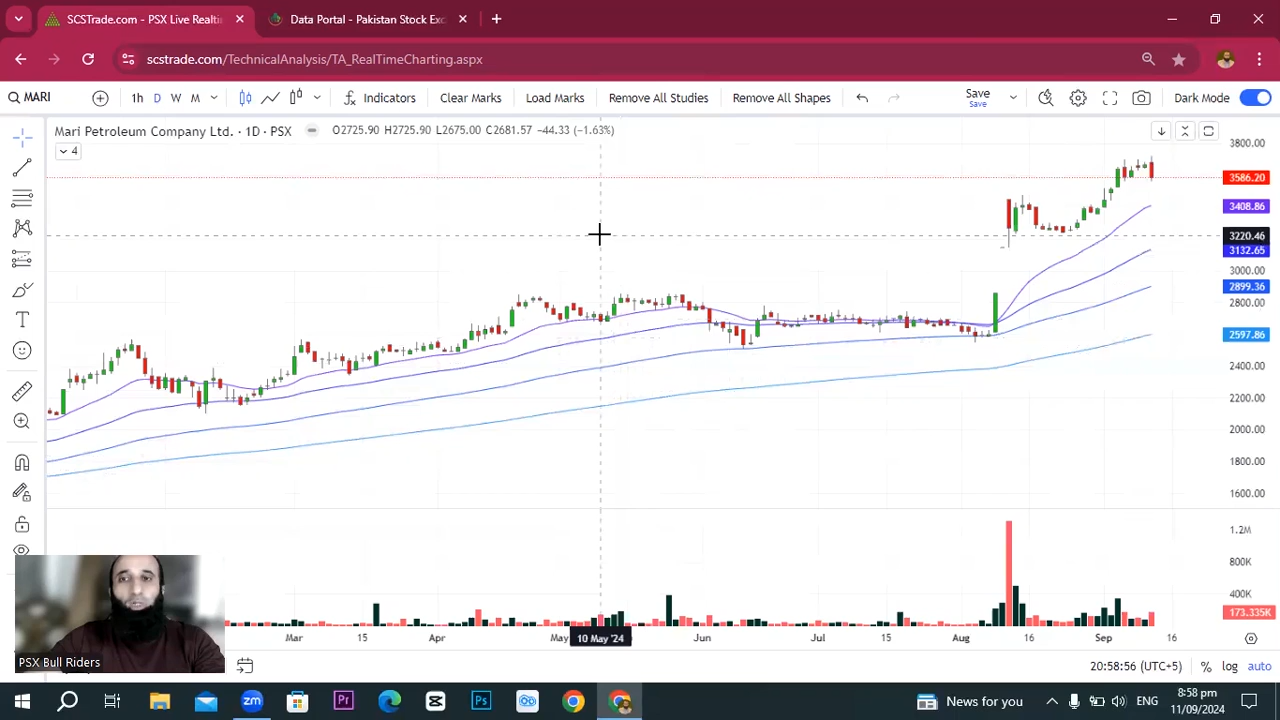 SCSTrade.com - PSX Live Realti
Data Portal - Pakistan Stock Exc
scstrade.com/TechnicalAnalysis/TA_RealTimeCharting.aspx
MARI
1h D W M
Indicators
Clear Marks
Load Marks
Remove All Studies
Remove All Shapes
Save
Save
Dark Mode
Mari Petroleum Company Ltd. · 1D · PSX
O2725.90 H2725.90 L2675.00 C2681.57 −44.33 (−1.63%)
4
3800.00
3586.20
3408.86
3220.46
3132.65
3000.00
2899.36
2800.00
2597.86
2400.00
2200.00
2000.00
1800.00
1600.00
1.2M
800K
400K
173.335K
Mar 15 Apr May 10 May '24 Jun Jul 15 Aug Sep 16
PSX Bull Riders
20:58:56 (UTC+5)
% log auto
zm
Pr
Ps
News for you
ENG
8:58 pm
11/09/2024